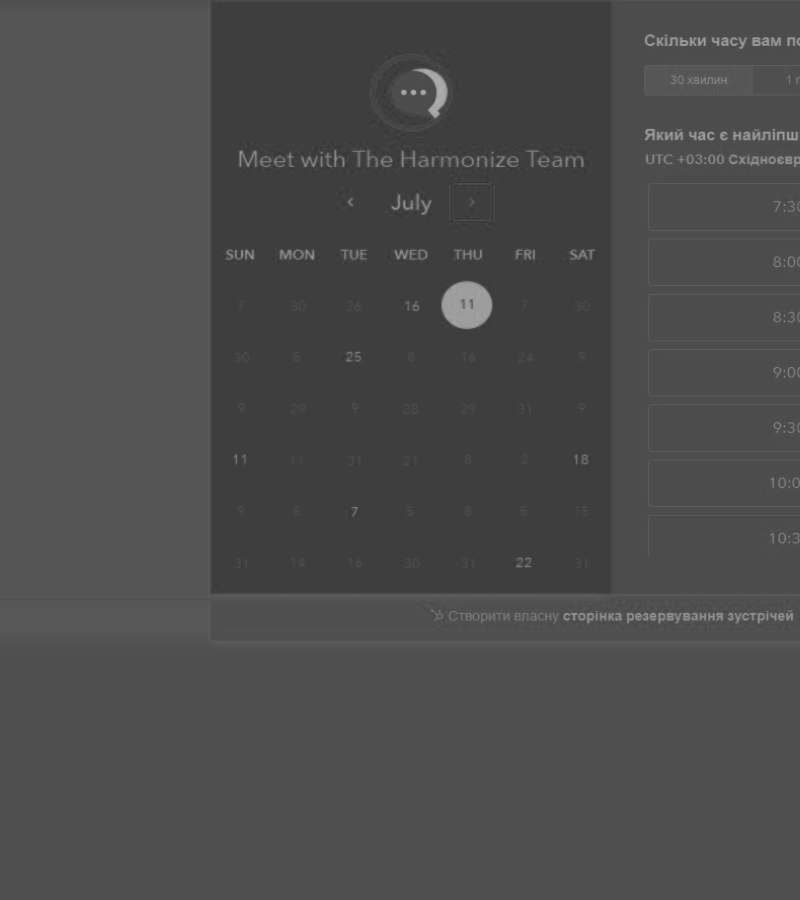 Meet with The Harmonize Team
July
SUN MON TUE WED THU FRI SAT
7 30 26 16 11 7 30
30 5 25 8 16 24 9
9 29 9 28 29 31 9
11 11 31 21 8 2 18
9 5 7 5 8 5 15
31 14 16 30 31 22 31
Скільки часу вам
30 хвилин 1
Який час є найліпш
UTC +03:00 Східноєвр
7:30
8:00
8:30
9:00
9:30
10:0
10:3
Створити власну сторінка резервування зустрічей